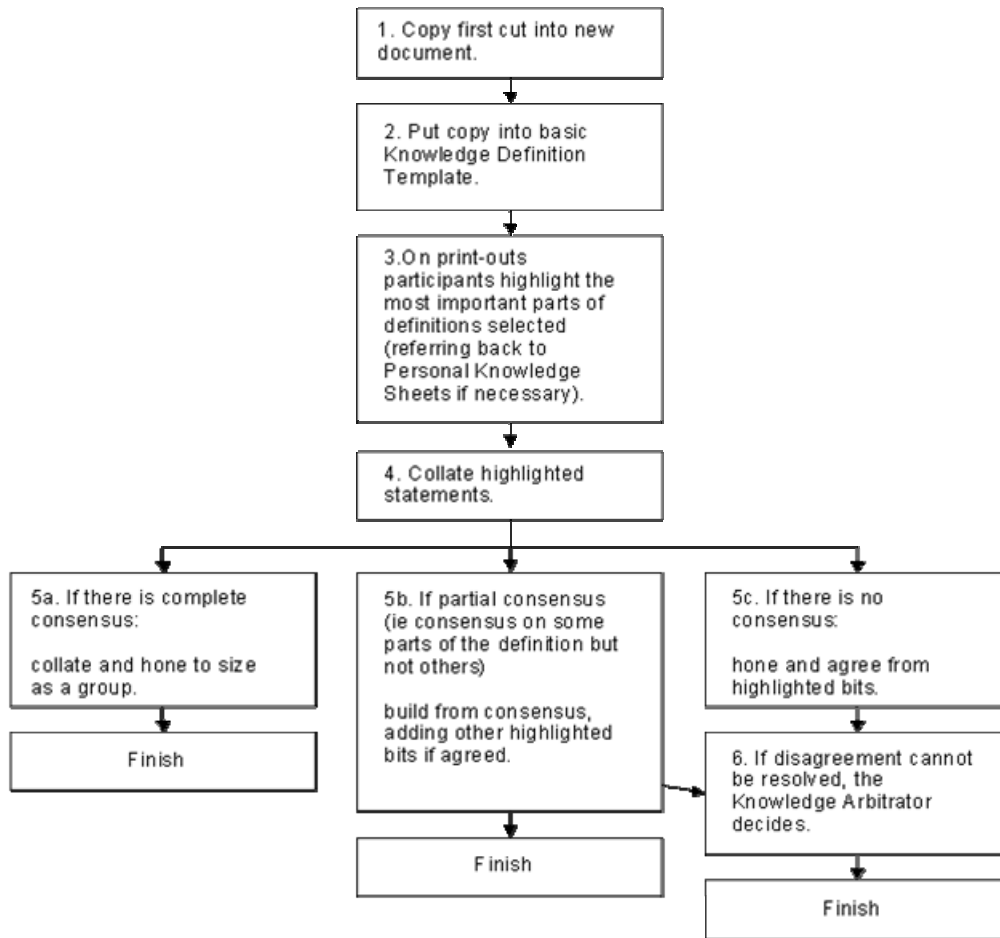 1. Copy first cut into new
document.
2. Put copy into basic
Knowledge Definition
Template.
3.On print-outs
participants highlight the
most important parts of
definitions selected
(referring back to
Personal Knowledge
Sheets if necessary).
4. Collate highlighted
statements.
5a. If there is complete
consensus:
collate and hone to size
as a group.
Finish
5b. If partial consensus
(ie consensus on some
parts of the definition but
not others)
build from consensus,
adding other highlighted
bits if agreed.
Finish
5c. If there is no
consensus:
hone and agree from
highlighted bits.
6. If disagreement cannot
be resolved, the
Knowledge Arbitrator
decides.
Finish